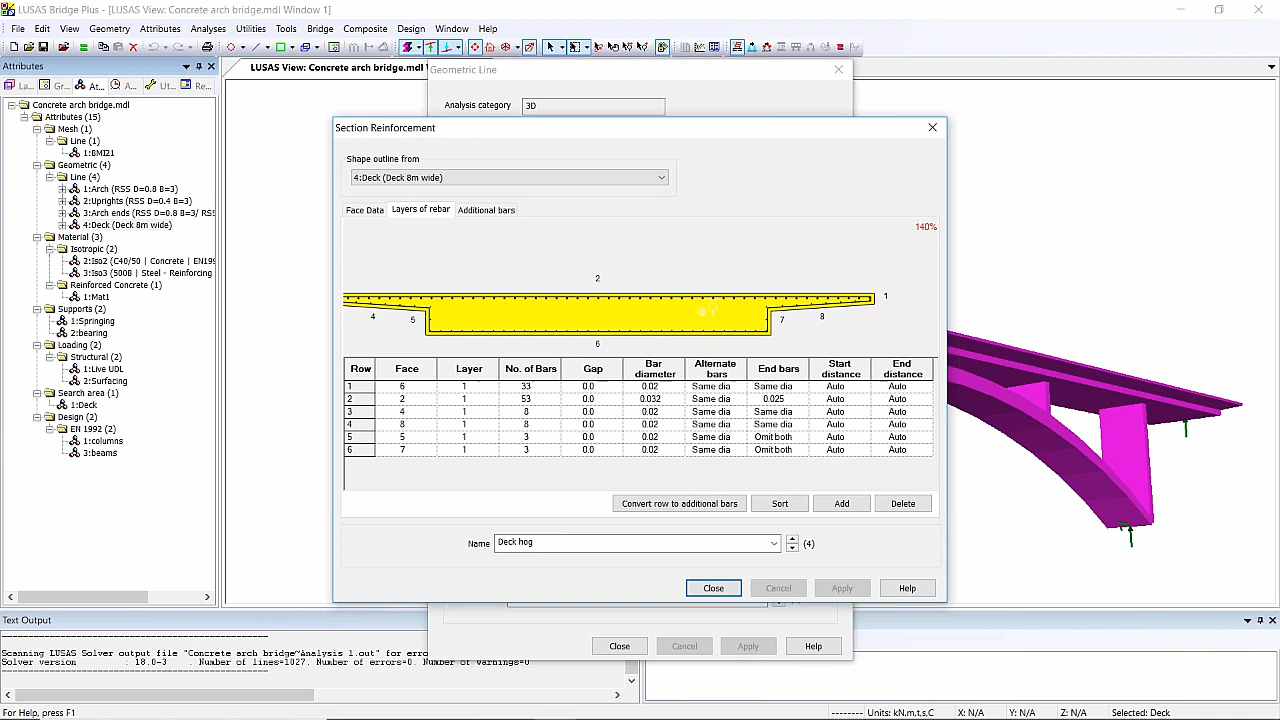 LUSAS Bridge Plus - [LUSAS View: Concrete arch bridge.mdl Window 1]
File Edit View Geometry Attributes Analyses Utilities Tools Bridge Composite Design Window Help
Attributes
LUSAS View: Concrete arch bridge.mdl
La... Gr... At... A... Ut... Re...
Concrete arch bridge.mdl
Attributes (15)
Mesh (1)
Line (1)
1:BMI21
Geometric (4)
Line (4)
1:Arch (RSS D=0.8 B=3)
2:Uprights (RSS D=0.4 B=3)
3:Arch ends (RSS D=0.8 B=3/ RSS
4:Deck (Deck 8m wide)
Material (3)
Isotropic (2)
2:Iso2 (C40/50 | Concrete | EN199
3:Iso3 (500B | Steel - Reinforcing
Reinforced Concrete (1)
1:Mat1
Supports (2)
1:Springing
2:bearing
Loading (2)
Structural (2)
1:Live UDL
2:Surfacing
Search area (1)
1:Deck
Design (2)
EN 1992 (2)
1:columns
3:beams
Geometric Line
Analysis category 3D
Section Reinforcement
Shape outline from
4:Deck (Deck 8m wide)
Face Data Layers of rebar Additional bars
140%
2
1
4 5 7 8
6
Row Face Layer No. of Bars Gap Bar diameter Alternate bars End bars Start distance End distance
1 6 1 33 0.0 0.02 Same dia Same dia Auto Auto
2 2 1 53 0.0 0.032 Same dia 0.025 Auto Auto
3 4 1 8 0.0 0.02 Same dia Same dia Auto Auto
4 8 1 8 0.0 0.02 Same dia Same dia Auto Auto
5 5 1 3 0.0 0.02 Same dia Omit both Auto Auto
6 7 1 3 0.0 0.02 Same dia Omit both Auto Auto
Convert row to additional bars Sort Add Delete
Name Deck hog (4)
Close Cancel Apply Help
Close Cancel Apply Help
Text Output
Scanning LUSAS Solver output file "Concrete arch bridge~Analysis 1.out" for erro
Solver version : 18.0-3 . Number of lines=1027. Number of errors=0. Number of warnings=0
For Help, press F1
Units: kN,m,t,s,C X: N/A Y: N/A Z: N/A Selected: Deck